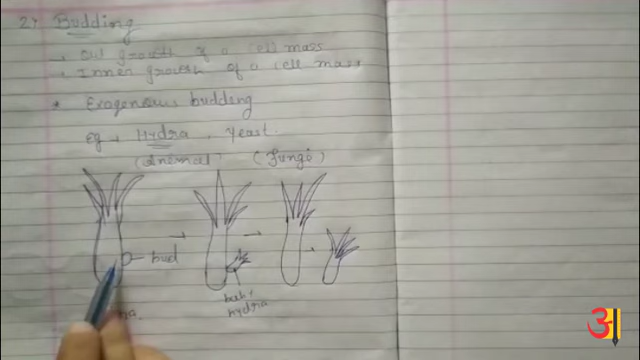 2) Budding
→ Out growth of a cell mass
→ Inner growth of a cell mass
* Exogenous budding
Eg → Hydra, Yeast.
(Animal) (Fungi)
bud
baby
hydra